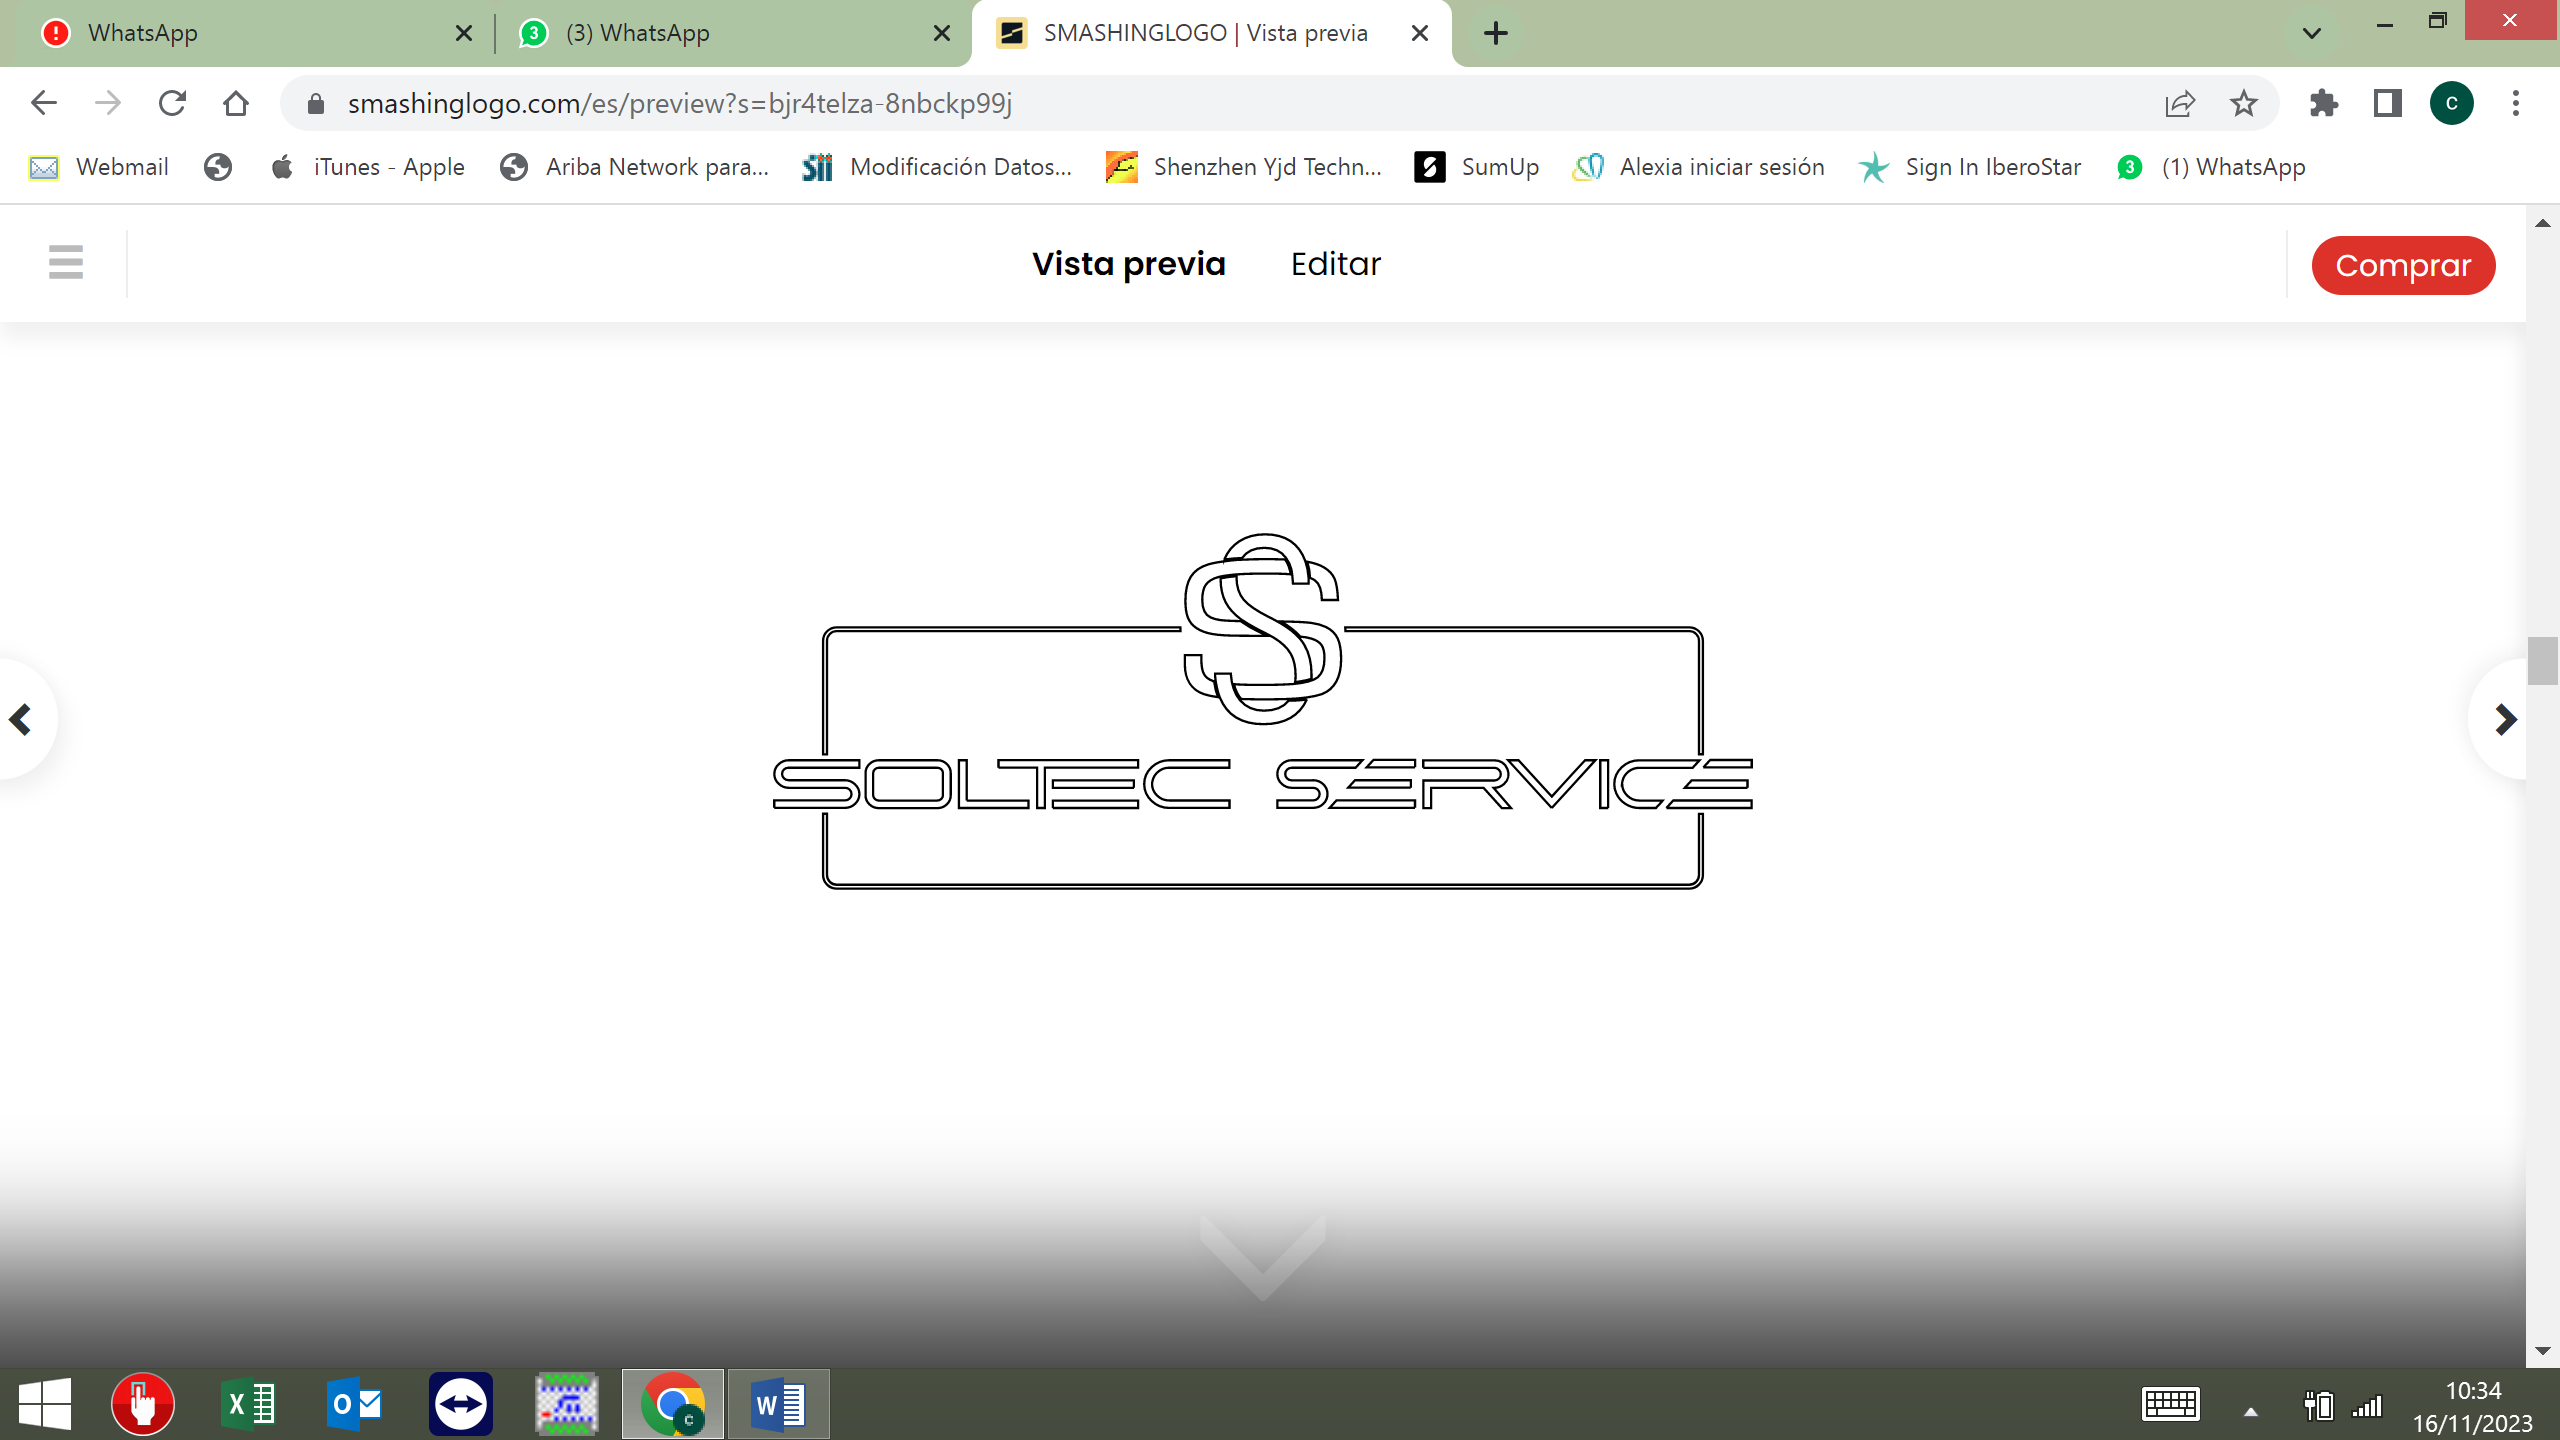 WhatsApp
(3) WhatsApp
SMASHINGLOGO | Vista previa
smashinglogo.com/es/preview?s=bjr4telza-8nbckp99j
C
Webmail
iTunes - Apple
Ariba Network para...
Modificación Datos...
Shenzhen Yjd Techn...
SumUp
Alexia iniciar sesión
Sign In IberoStar
3
(1) WhatsApp
Vista previa
Editar
Comprar
SS
SOLTEC SERVICE
10:34
16/11/2023